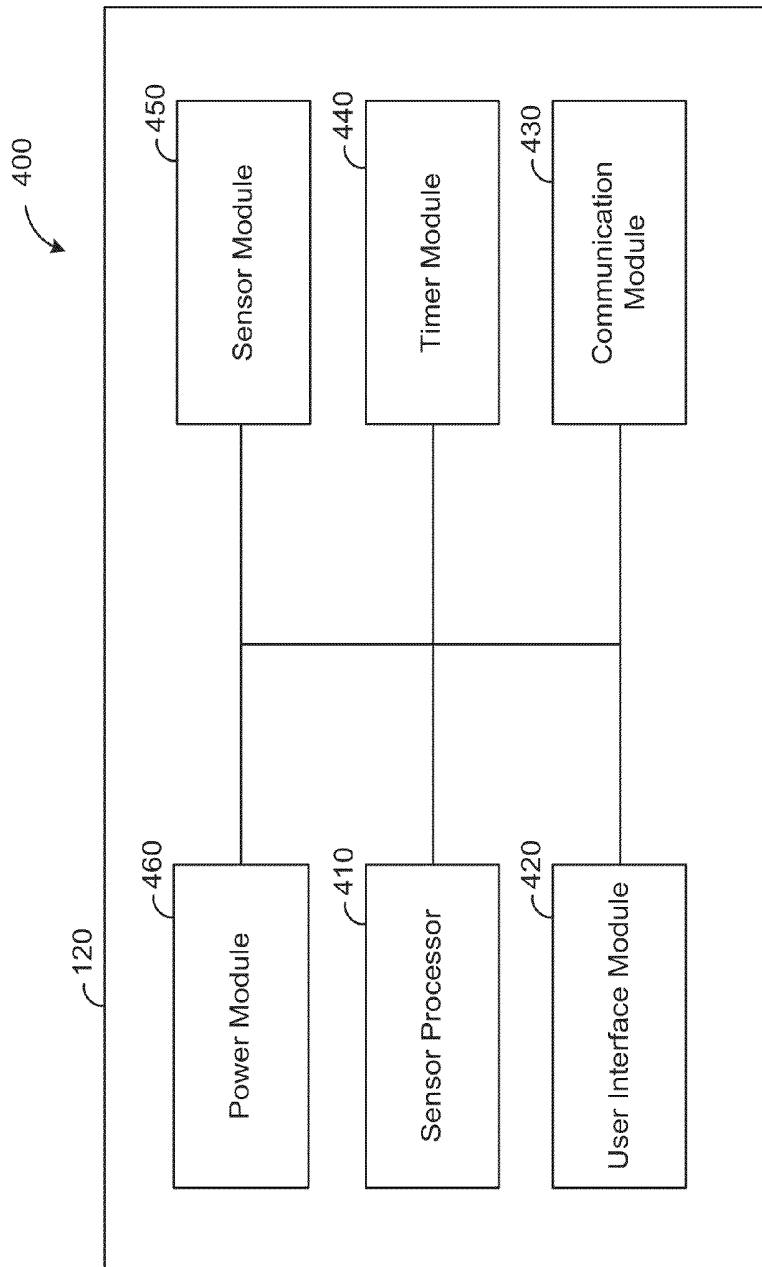 400
120
460
Power Module
410
Sensor Processor
420
User Interface Module
450
Sensor Module
440
Timer Module
430
Communication
Module